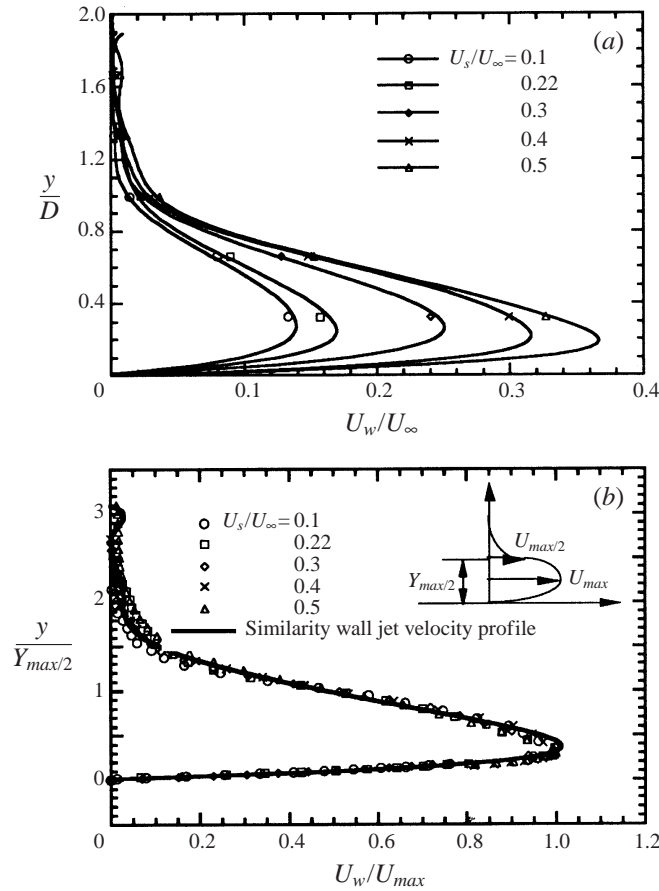 2.0
(a)
U_s/U_∞ = 0.1
0.22
0.3
0.4
0.5
1.6
1.2
y/D
0.8
0.4
0
0.1
0.2
0.3
0.4
U_w/U_∞
(b)
3
U_s/U_∞ = 0.1
0.22
0.3
0.4
0.5
U_max/2
Y_max/2
U_max
Similarity wall jet velocity profile
2
y/Y_max/2
1
0
0
0.2
0.4
0.6
0.8
1.0
1.2
U_w/U_max